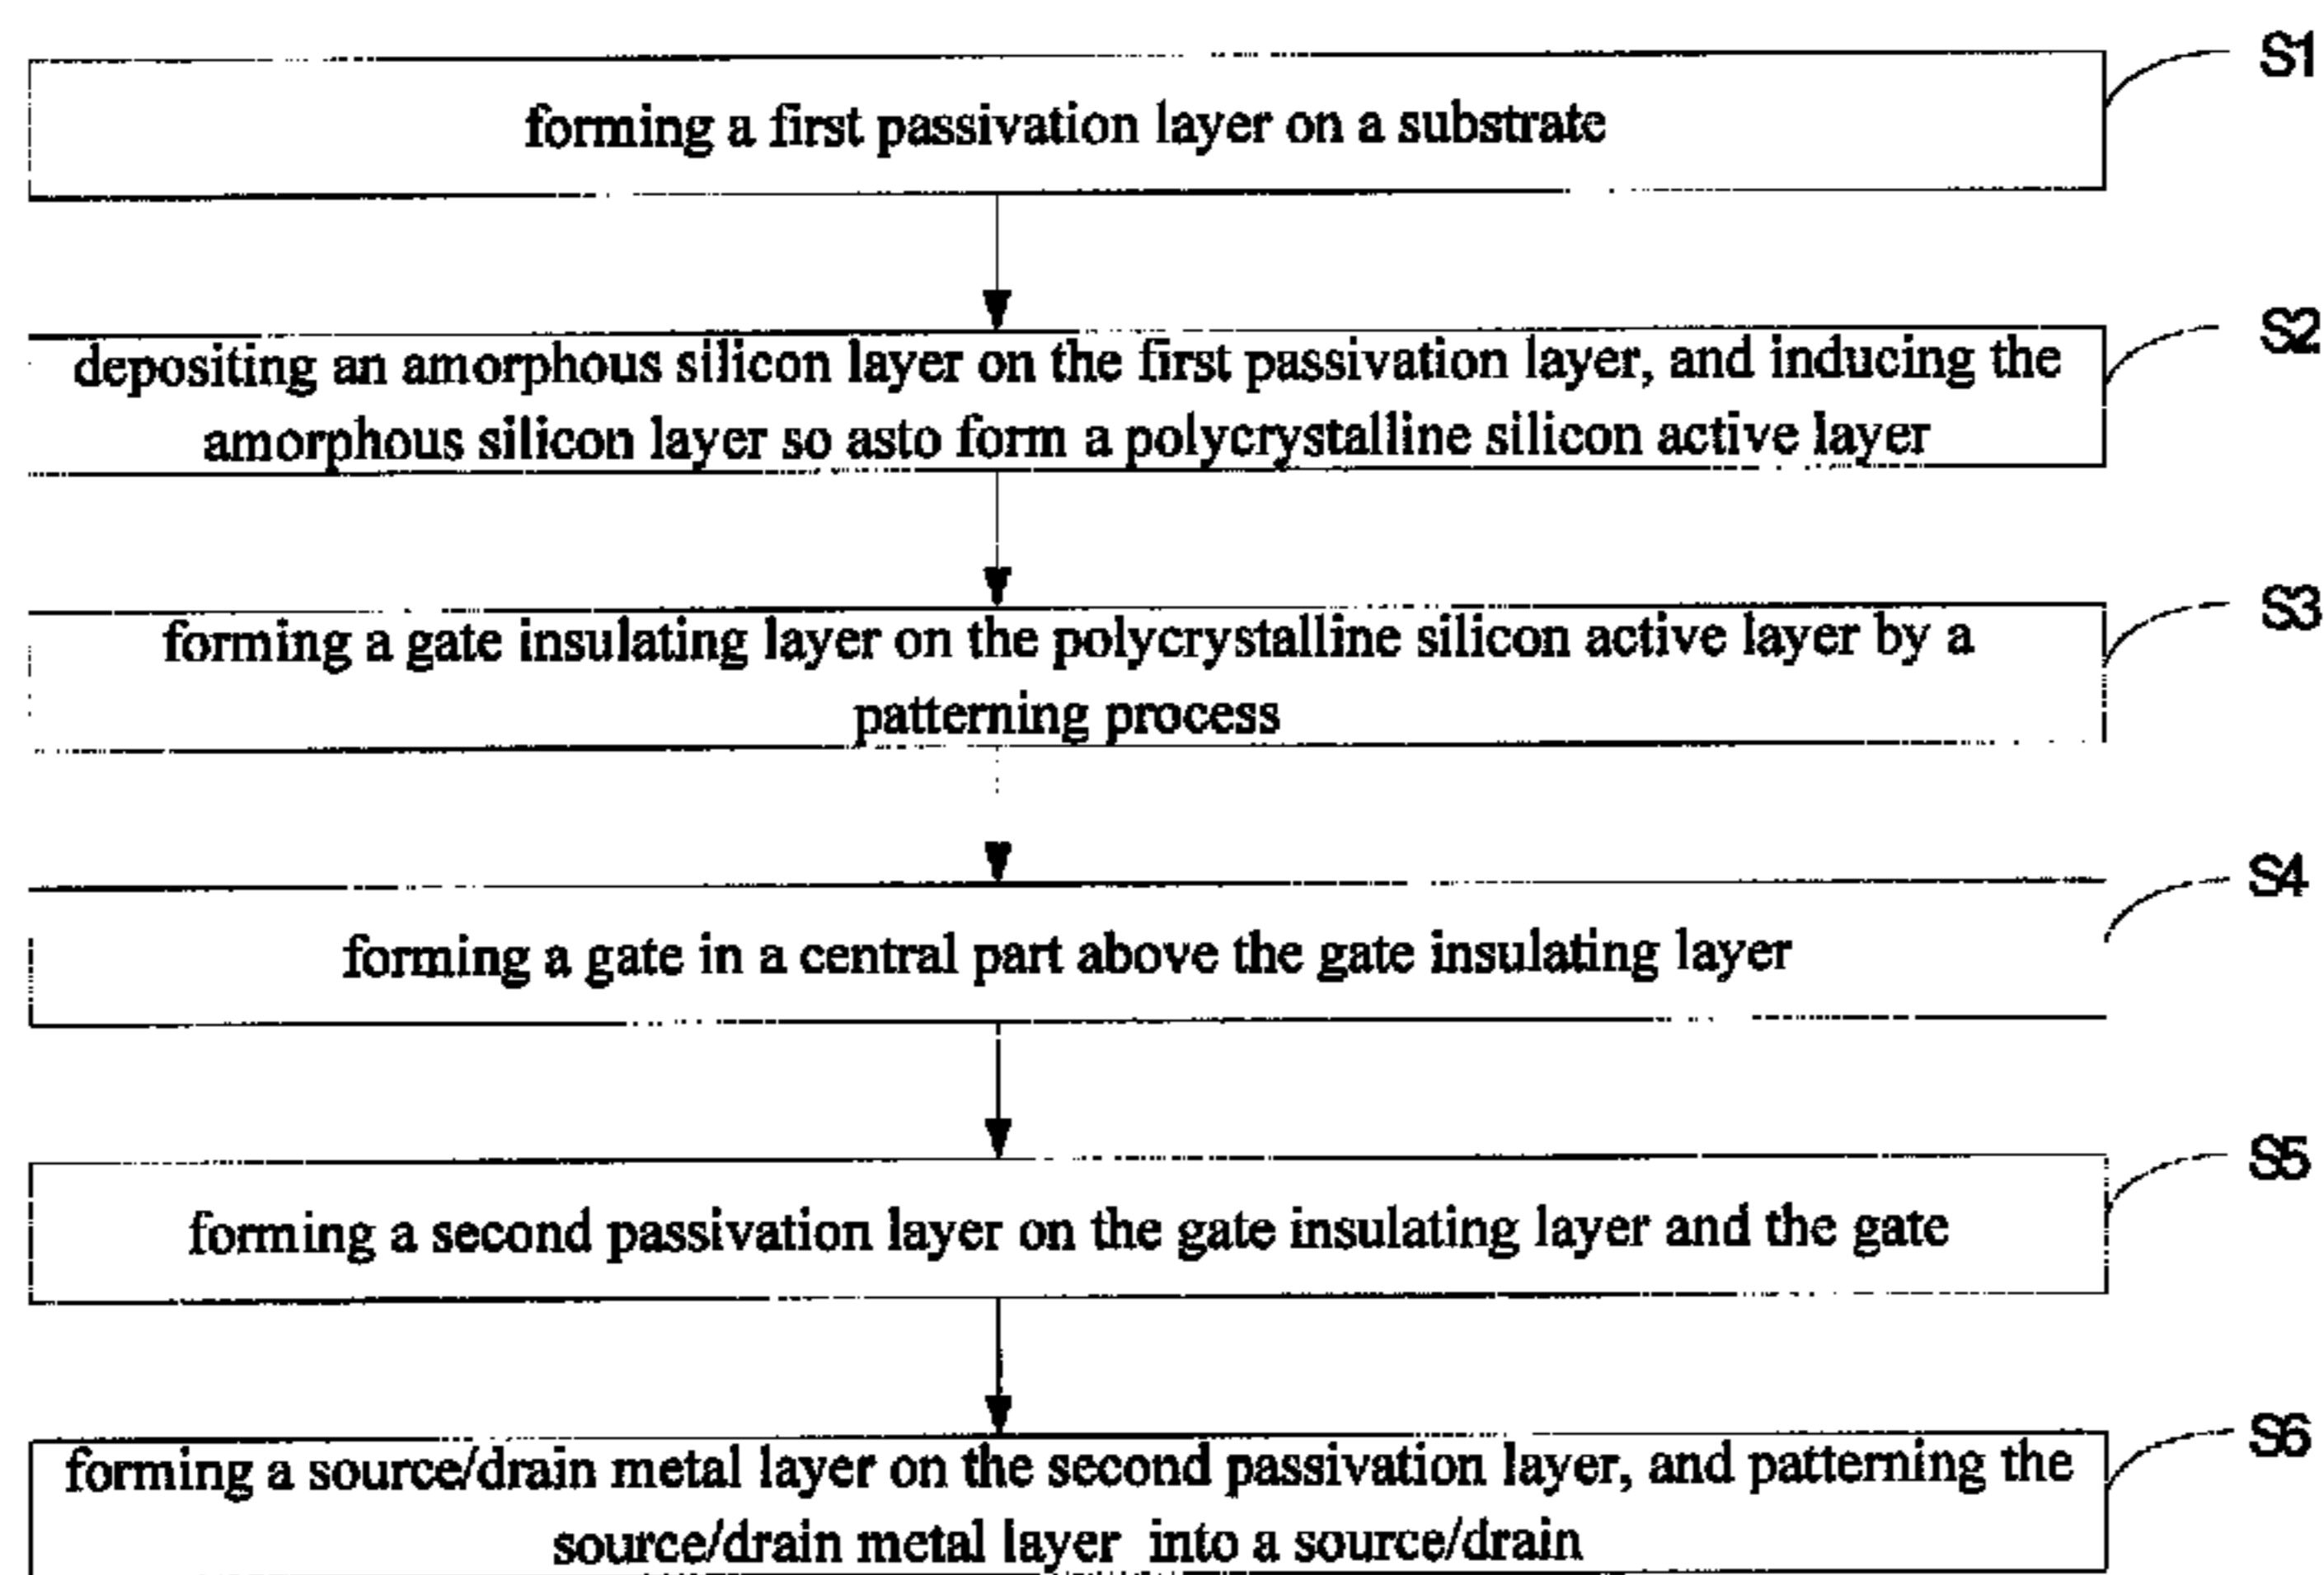 S1
forming a first passivation layer on a substrate
S2
depositing an amorphous silicon layer on the first passivation layer, and inducing the
amorphous silicon layer so asto form a polycrystalline silicon active layer
S3
forming a gate insulating layer on the polycrystalline silicon active layer by a
patterning process
S4
forming a gate in a central part above the gate insulating layer
S5
forming a second passivation layer on the gate insulating layer and the gate
S6
forming a source/drain metal layer on the second passivation layer, and patterning the
source/drain metal layer into a source/drain